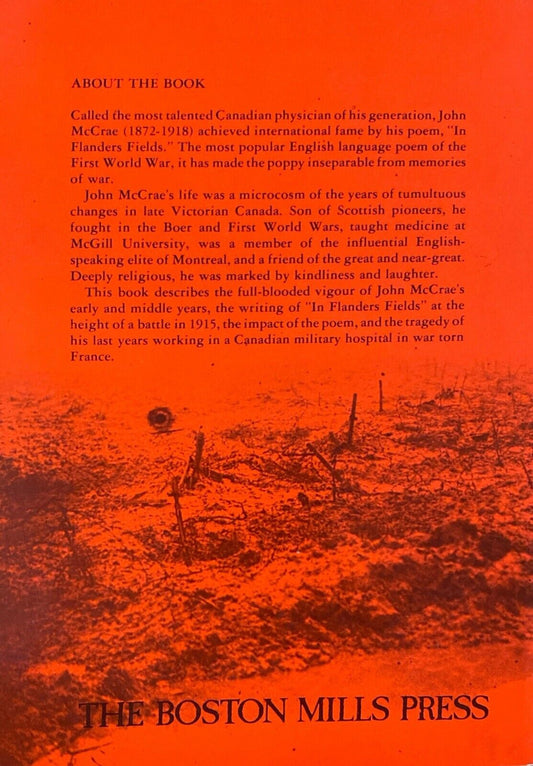 ABOUT THE BOOK
Called the most talented Canadian physician of his generation, John
McCrae (1872-1918) achieved international fame by his poem, "In
Flanders Fields." The most popular English language poem of the
First World War, it has made the poppy inseparable from memories
of war.
John McCrae's life was a microcosm of the years of tumultuous
changes in late Victorian Canada. Son of Scottish pioneers, he
fought in the Boer and First World Wars, taught medicine at
McGill University, was a member of the influential English-
speaking elite of Montreal, and a friend of the great and near-great.
Deeply religious, he was marked by kindliness and laughter.
This book describes the full-blooded vigour of John McCrae's
early and middle years, the writing of "In Flanders Fields" at the
height of a battle in 1915, the impact of the poem, and the tragedy of
his last years working in a Canadian military hospital in war torn
France.
THE BOSTON MILLS PRESS